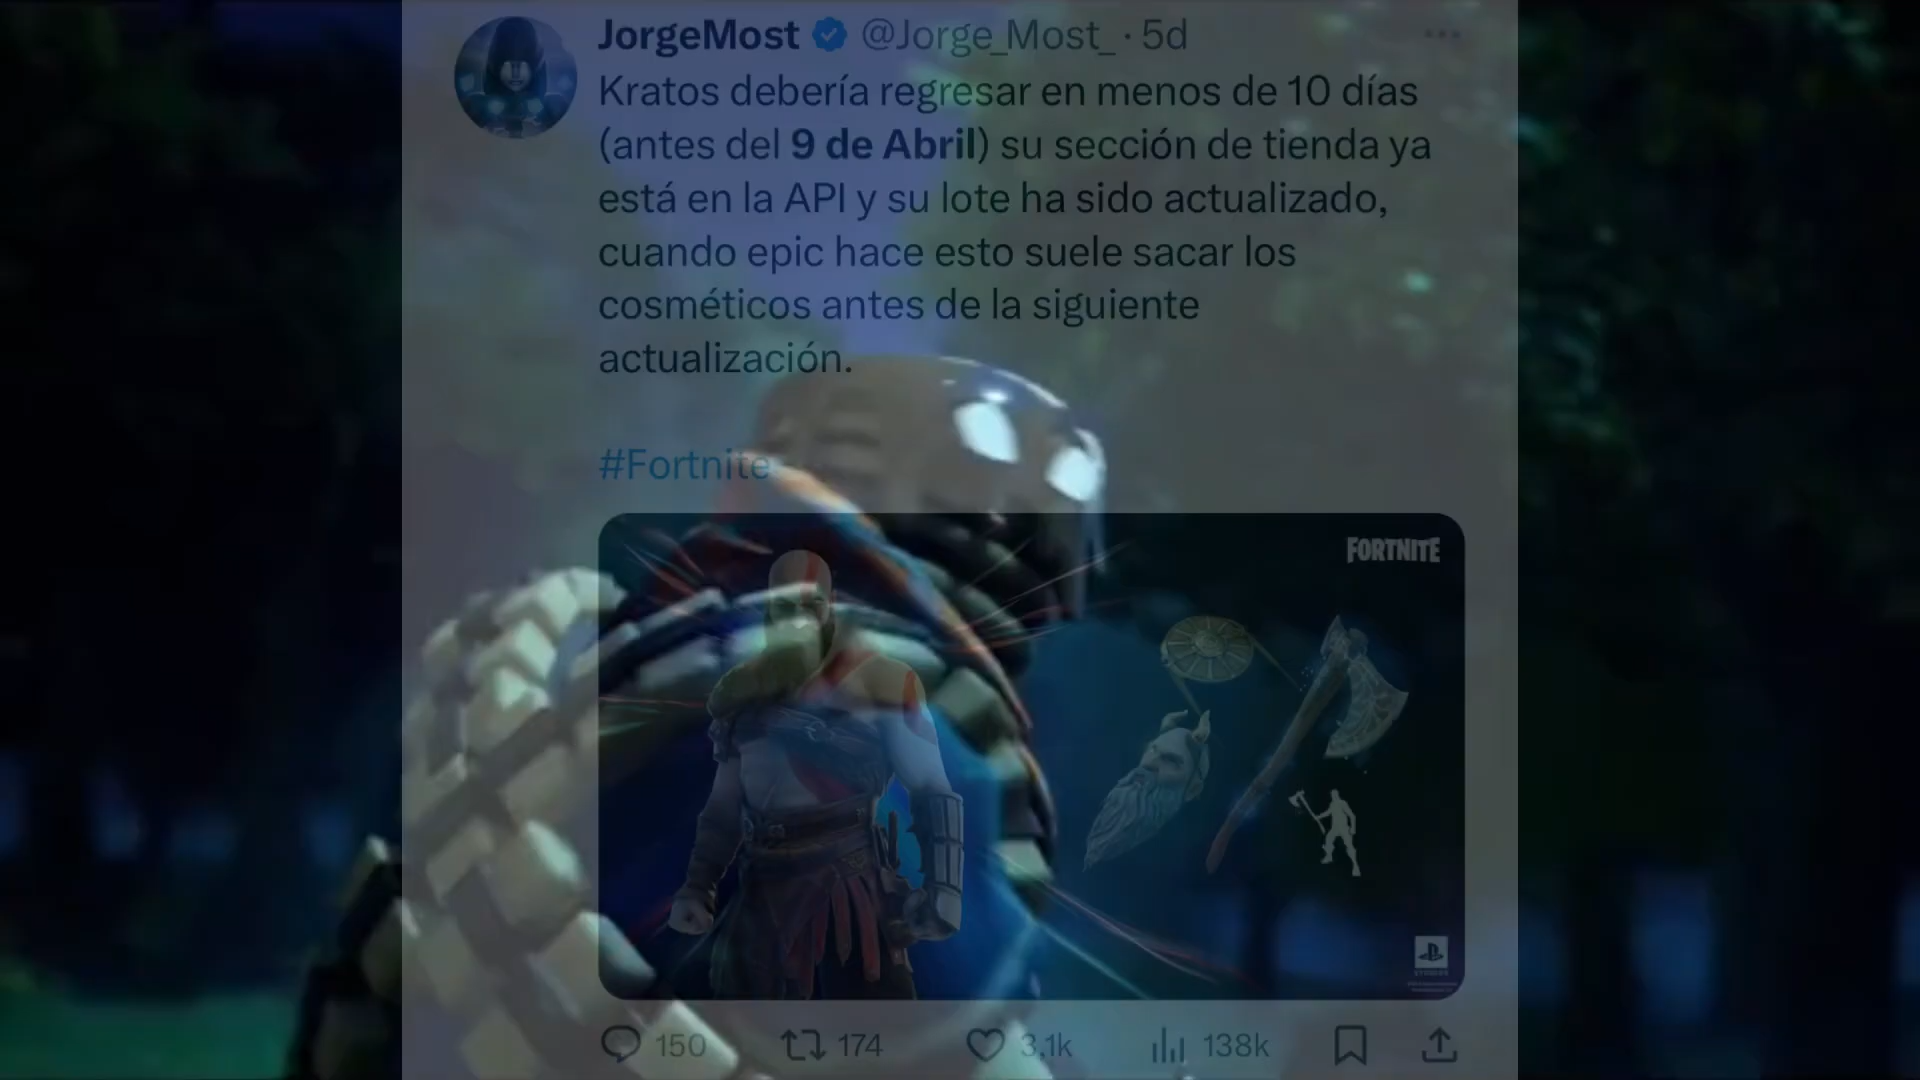 JorgeMost @Jorge_Most_ · 5d
Kratos debería regresar en menos de 10 días
(antes del 9 de Abril) su sección de tienda ya
está en la API y su lote ha sido actualizado,
cuando epic hace esto suele sacar los
cosméticos antes de la siguiente
actualización.
#Fortnite
FORTNITE
150 174 3,1k 138k